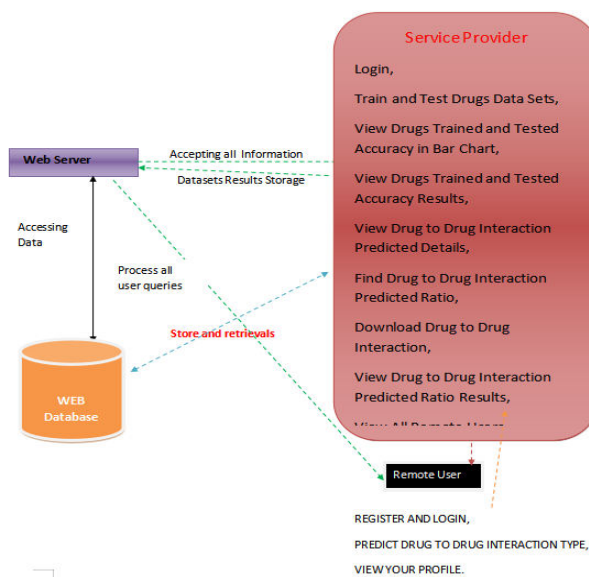 Service Provider
Login,
Train and Test Drugs Data Sets,
View Drugs Trained and Tested
Accuracy in Bar Chart,
View Drugs Trained and Tested
Accuracy Results,
View Drug to Drug Interaction
Predicted Details,
Find Drug to Drug Interaction
Predicted Ratio,
Download Drug to Drug
Interaction,
View Drug to Drug Interaction
Predicted Ratio Results,
View All Remote Users
Web Server
Accepting all Information
Datasets Results Storage
Accessing
Data
Process all
user queries
Store and retrievals
WEB
Database
Remote User
REGISTER AND LOGIN,
PREDICT DRUG TO DRUG INTERACTION TYPE,
VIEW YOUR PROFILE.